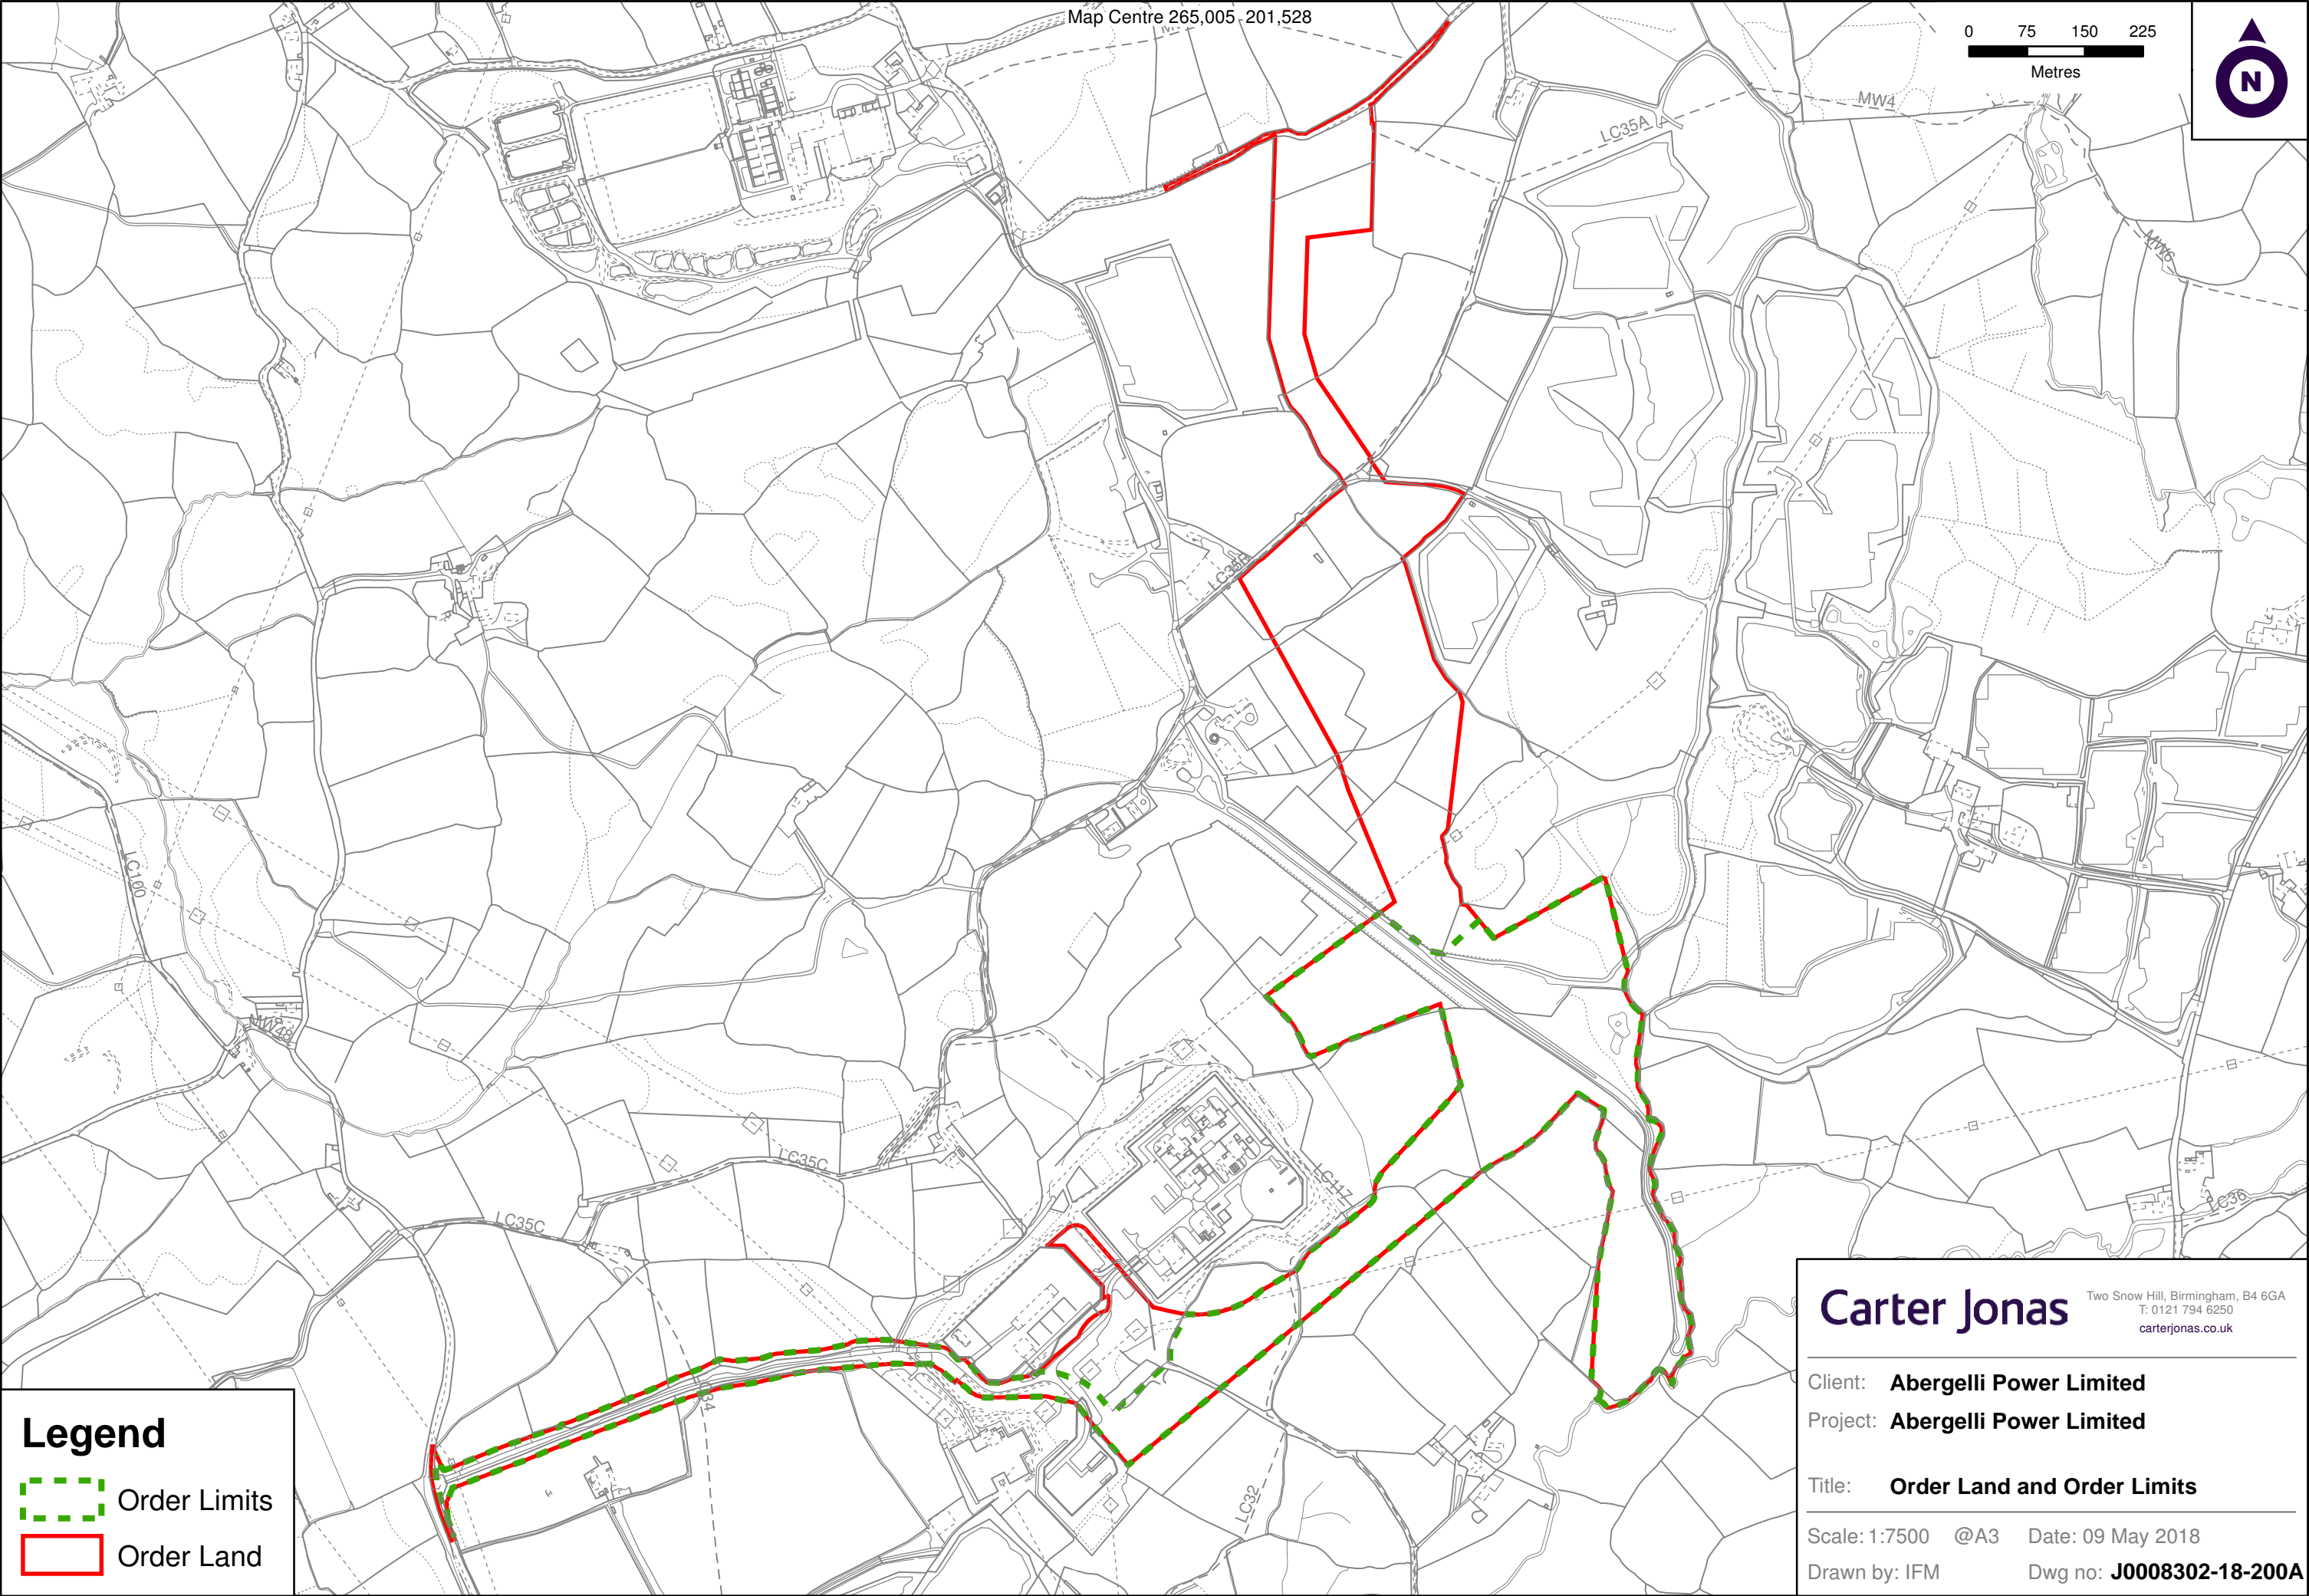 Map Centre 265,005 201,528
0 75 150 225
Metres
N
MW4
LC35A
MW6
LC100
MW48
LC35C
LC35C
LC117
LC36
LC32
Legend
Order Limits
Order Land
Carter Jonas
Two Snow Hill, Birmingham, B4 6GA
T: 0121 794 6250
carterjonas.co.uk
Client: Abergelli Power Limited
Project: Abergelli Power Limited
Title: Order Land and Order Limits
Scale: 1:7500 @A3 Date: 09 May 2018
Drawn by: IFM Dwg no: J0008302-18-200A